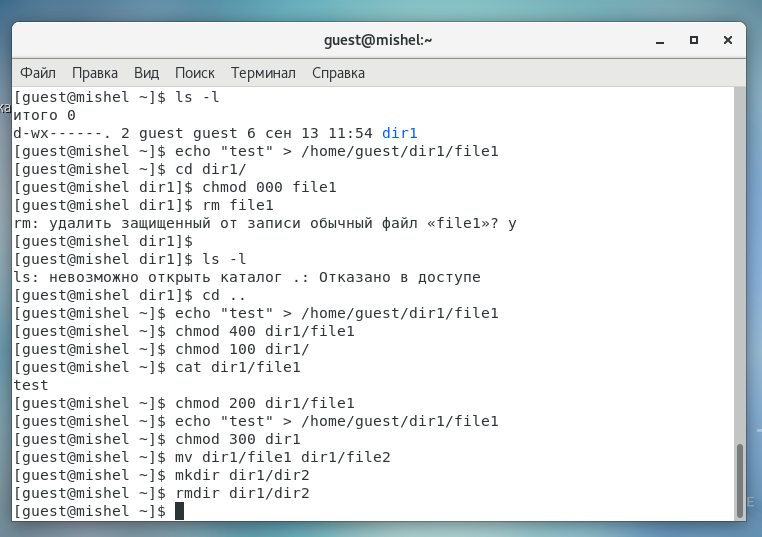 guest@mishel:~
Файл Правка Вид Поиск Терминал Справка
[guest@mishel ~]$ ls -l
итого 0
d-wx------. 2 guest guest 6 сен 13 11:54 dir1
[guest@mishel ~]$ echo "test" > /home/guest/dir1/file1
[guest@mishel ~]$ cd dir1/
[guest@mishel dir1]$ chmod 000 file1
[guest@mishel dir1]$ rm file1
rm: удалить защищенный от записи обычный файл «file1»? y
[guest@mishel dir1]$
[guest@mishel dir1]$ ls -l
ls: невозможно открыть каталог .: Отказано в доступе
[guest@mishel dir1]$ cd ..
[guest@mishel ~]$ echo "test" > /home/guest/dir1/file1
[guest@mishel ~]$ chmod 400 dir1/file1
[guest@mishel ~]$ chmod 100 dir1/
[guest@mishel ~]$ cat dir1/file1
test
[guest@mishel ~]$ chmod 200 dir1/file1
[guest@mishel ~]$ echo "test" > /home/guest/dir1/file1
[guest@mishel ~]$ chmod 300 dir1
[guest@mishel ~]$ mv dir1/file1 dir1/file2
[guest@mishel ~]$ mkdir dir1/dir2
[guest@mishel ~]$ rmdir dir1/dir2
[guest@mishel ~]$